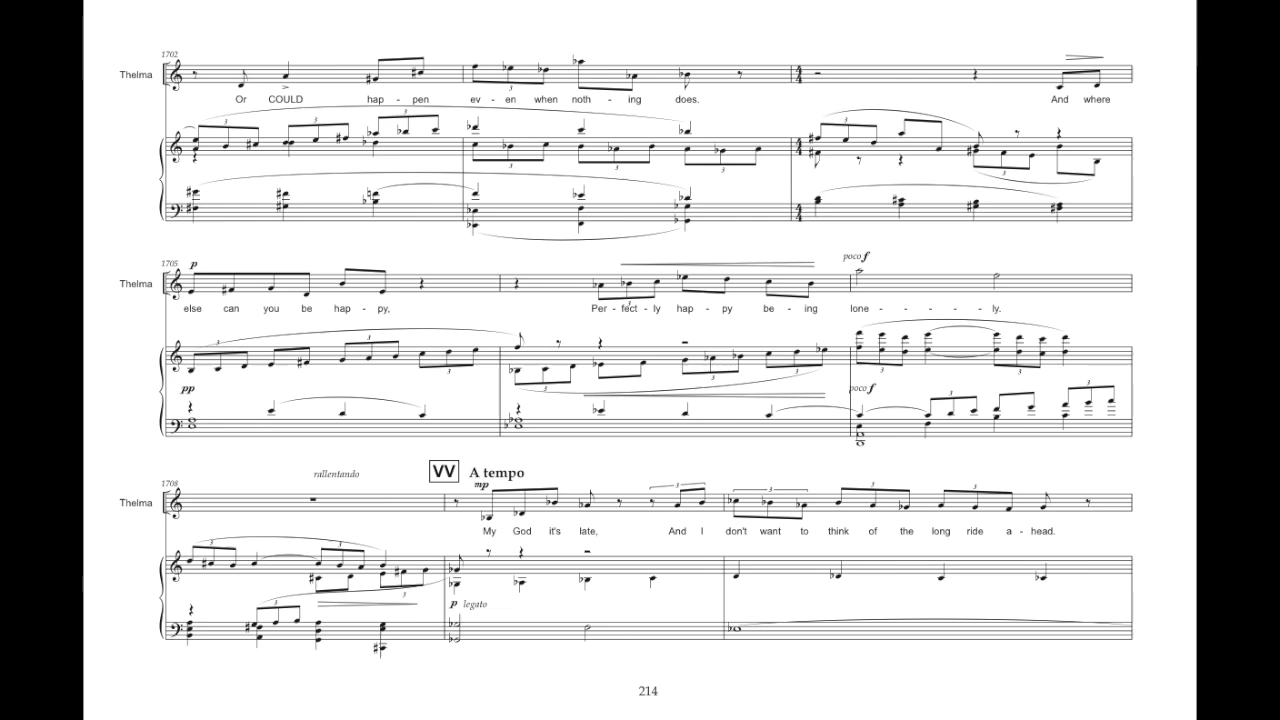 1702
Thelma
Or COULD hap - pen ev - en when noth - ing does. And where
1705
p
poco f
Thelma
else can you be hap - py, Per - fect - ly hap - py be - ing lone - - - - - ly.
pp
poco f
rallentando
VV A tempo
1708
mp
Thelma
My God it's late, And I don't want to think of the long ride a - head.
p legato
214